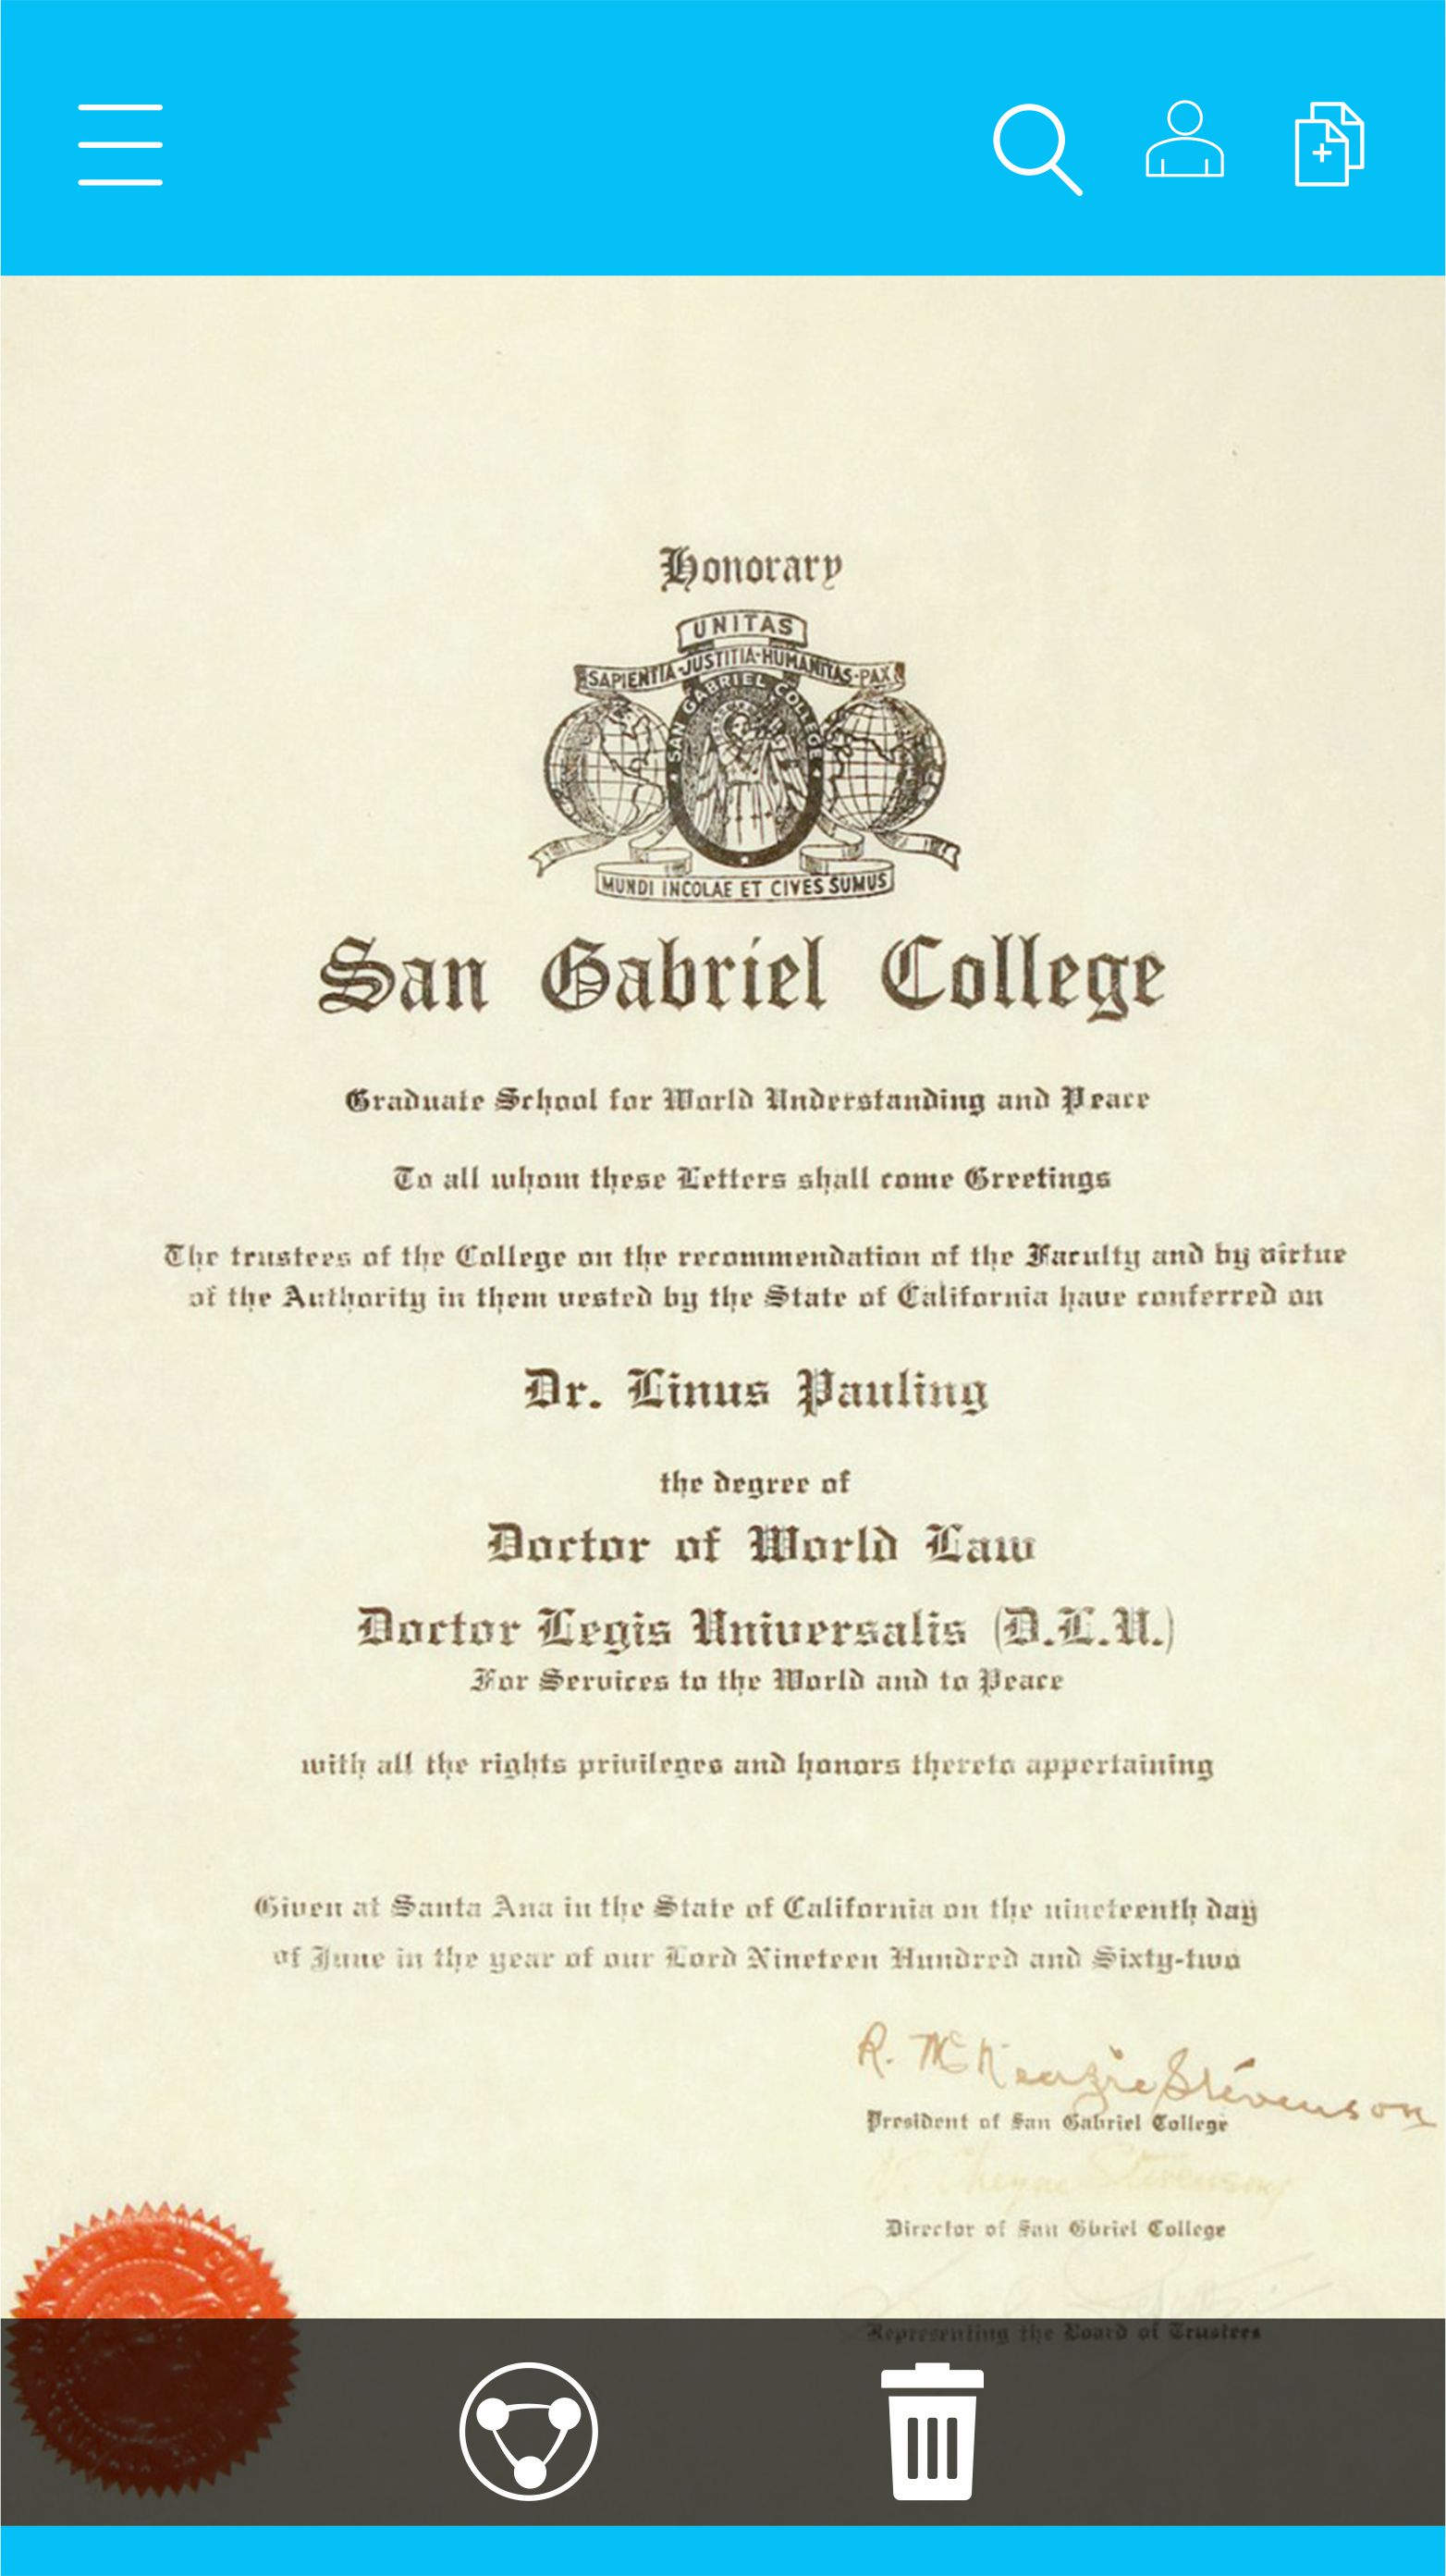 Honorary
UNITAS
SAPIENTIA-JUSTITIA-HUMANITAS-PAX
SAN GABRIEL COLLEGE
MUNDI INCOLAE ET CIVES SUMUS
San Gabriel College
Graduate School for World Understanding and Peace
To all whom these Letters shall come Greetings
The trustees of the College on the recommendation of the Faculty and by virtue
of the Authority in them vested by the State of California have conferred on
Dr. Linus Pauling
the degree of
Doctor of World Law
Doctor Legis Universalis (D.L.U.)
For Services to the World and to Peace
with all the rights privileges and honors thereto appertaining
Given at Santa Ana in the State of California on the nineteenth day
of June in the year of our Lord Nineteen Hundred and Sixty-two
R. McKenzie Stevenson
President of San Gabriel College
Cheyne Stevenson
Director of San Gbriel College
Representing the Board of Trustees